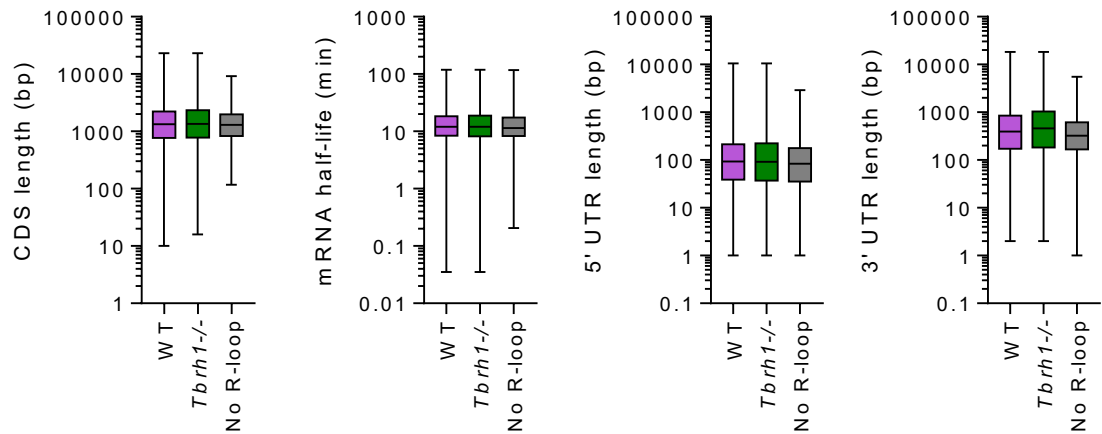 CDS length (bp)
100000
10000
1000
100
10
1
WT
Tbrh1-/-
No R-loop
mRNA half-life (min)
1000
100
10
1
0.1
0.01
WT
Tbrh1-/-
No R-loop
5' UTR length (bp)
100000
10000
1000
100
10
1
0.1
WT
Tbrh1-/-
No R-loop
3' UTR length (bp)
100000
10000
1000
100
10
1
0.1
WT
Tbrh1-/-
No R-loop